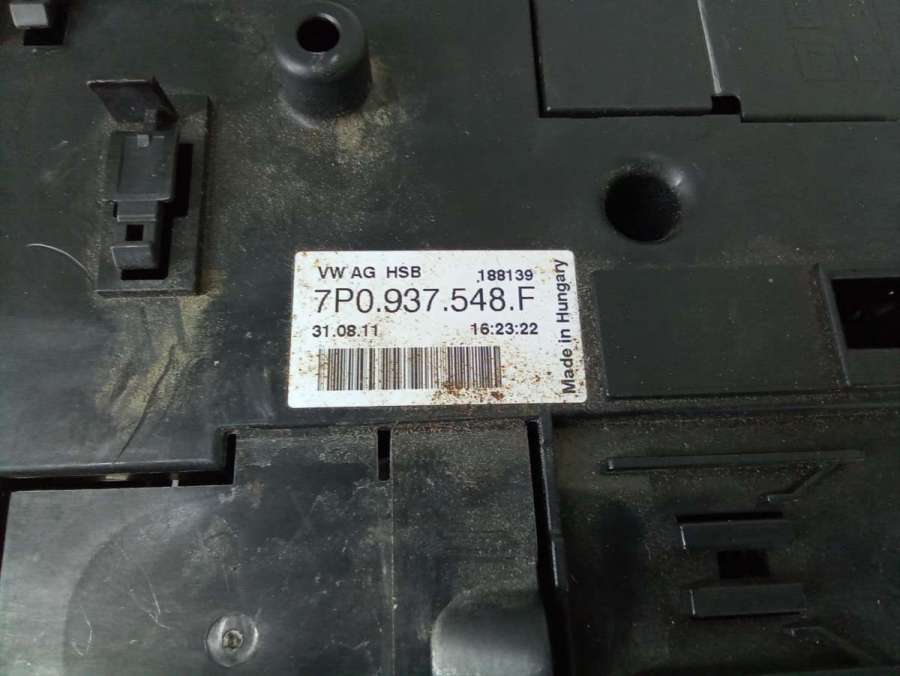 VW AG HSB 188139
7P0.937.548.F
31.08.11 16:23:22
Made in Hungary